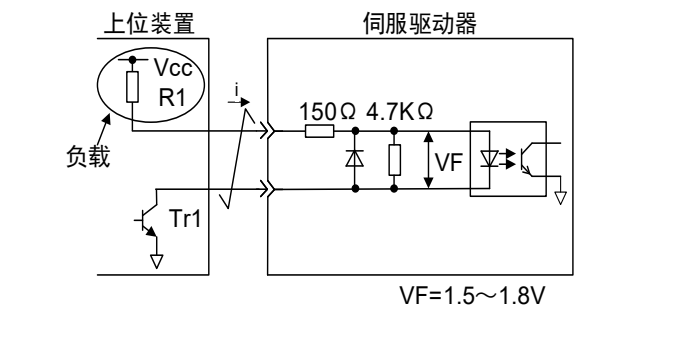 上位装置
伺服驱动器
Vcc
R1
i
150Ω 4.7KΩ
负载
VF
Tr1
VF=1.5～1.8V